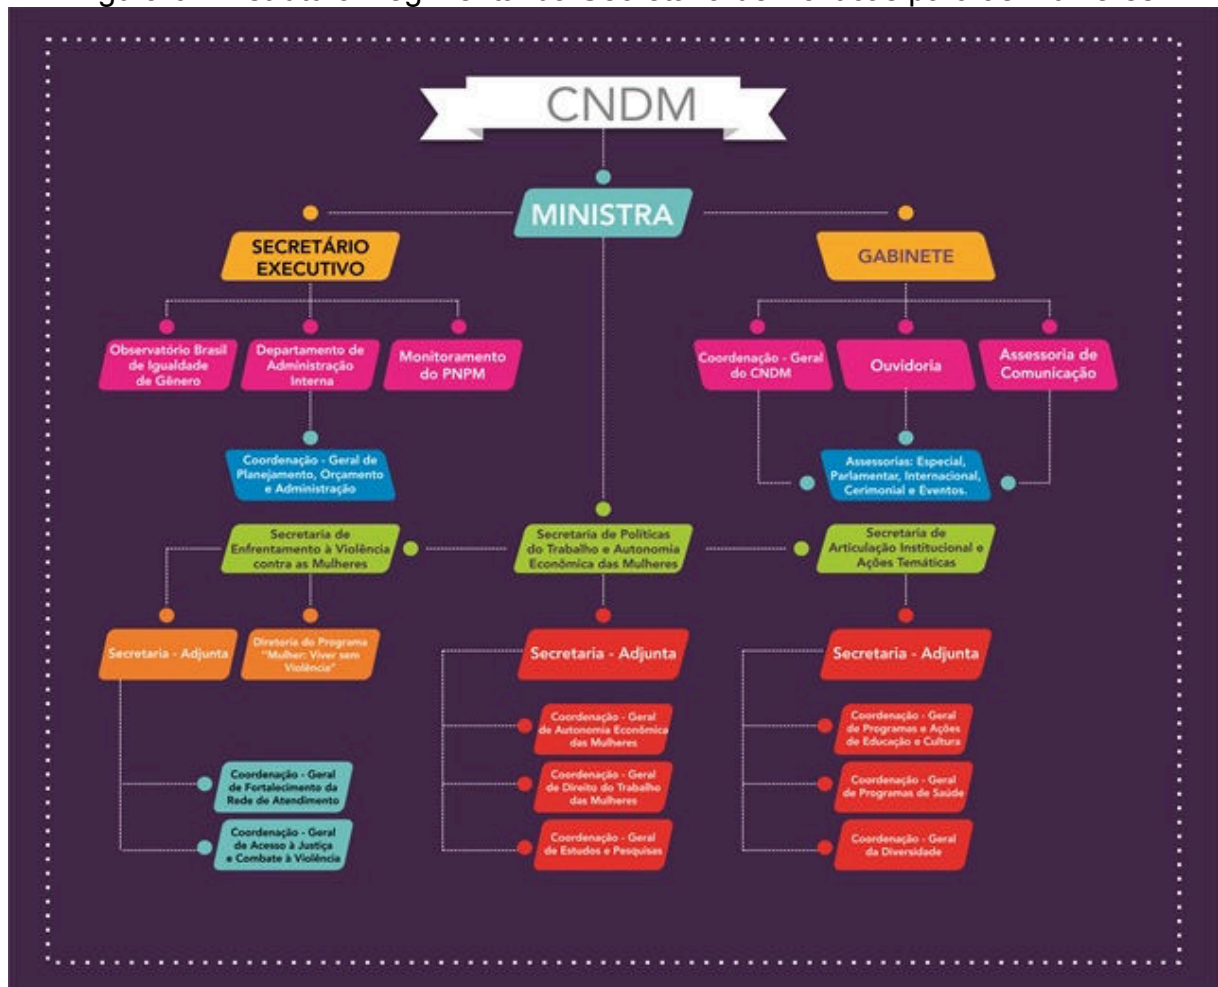 CNDM
MINISTRA
SECRETÁRIO
EXECUTIVO
GABINETE
Observatório Brasil
de Igualdade
de Gênero
Departamento de
Administração
Interna
Monitoramento
do PNPM
Coordenação - Geral
do CNDM
Ouvidoria
Assessoria de
Comunicação
Coordenação - Geral de
Planejamento, Orçamento
e Administração
Assessorias: Especial,
Parlamentar, Internacional,
Cerimonial e Eventos.
Secretaria de
Enfrentamento à Violência
contra as Mulheres
Secretaria de Políticas
do Trabalho e Autonomia
Econômica das Mulheres
Secretaria de
Articulação Institucional e
Ações Temáticas
Secretaria - Adjunta
Diretoria do Programa
"Mulher: Viver sem
Violência"
Secretaria - Adjunta
Secretaria - Adjunta
Coordenação - Geral
de Fortalecimento da
Rede de Atendimento
Coordenação - Geral
de Acesso à Justiça
e Combate à Violência
Coordenação - Geral
de Autonomia Econômica
das Mulheres
Coordenação - Geral
de Direito do Trabalho
das Mulheres
Coordenação - Geral
de Estudos e Pesquisas
Coordenação - Geral
de Programas e Ações
de Educação e Cultura
Coordenação - Geral
de Programas de Saúde
Coordenação - Geral
da Diversidade